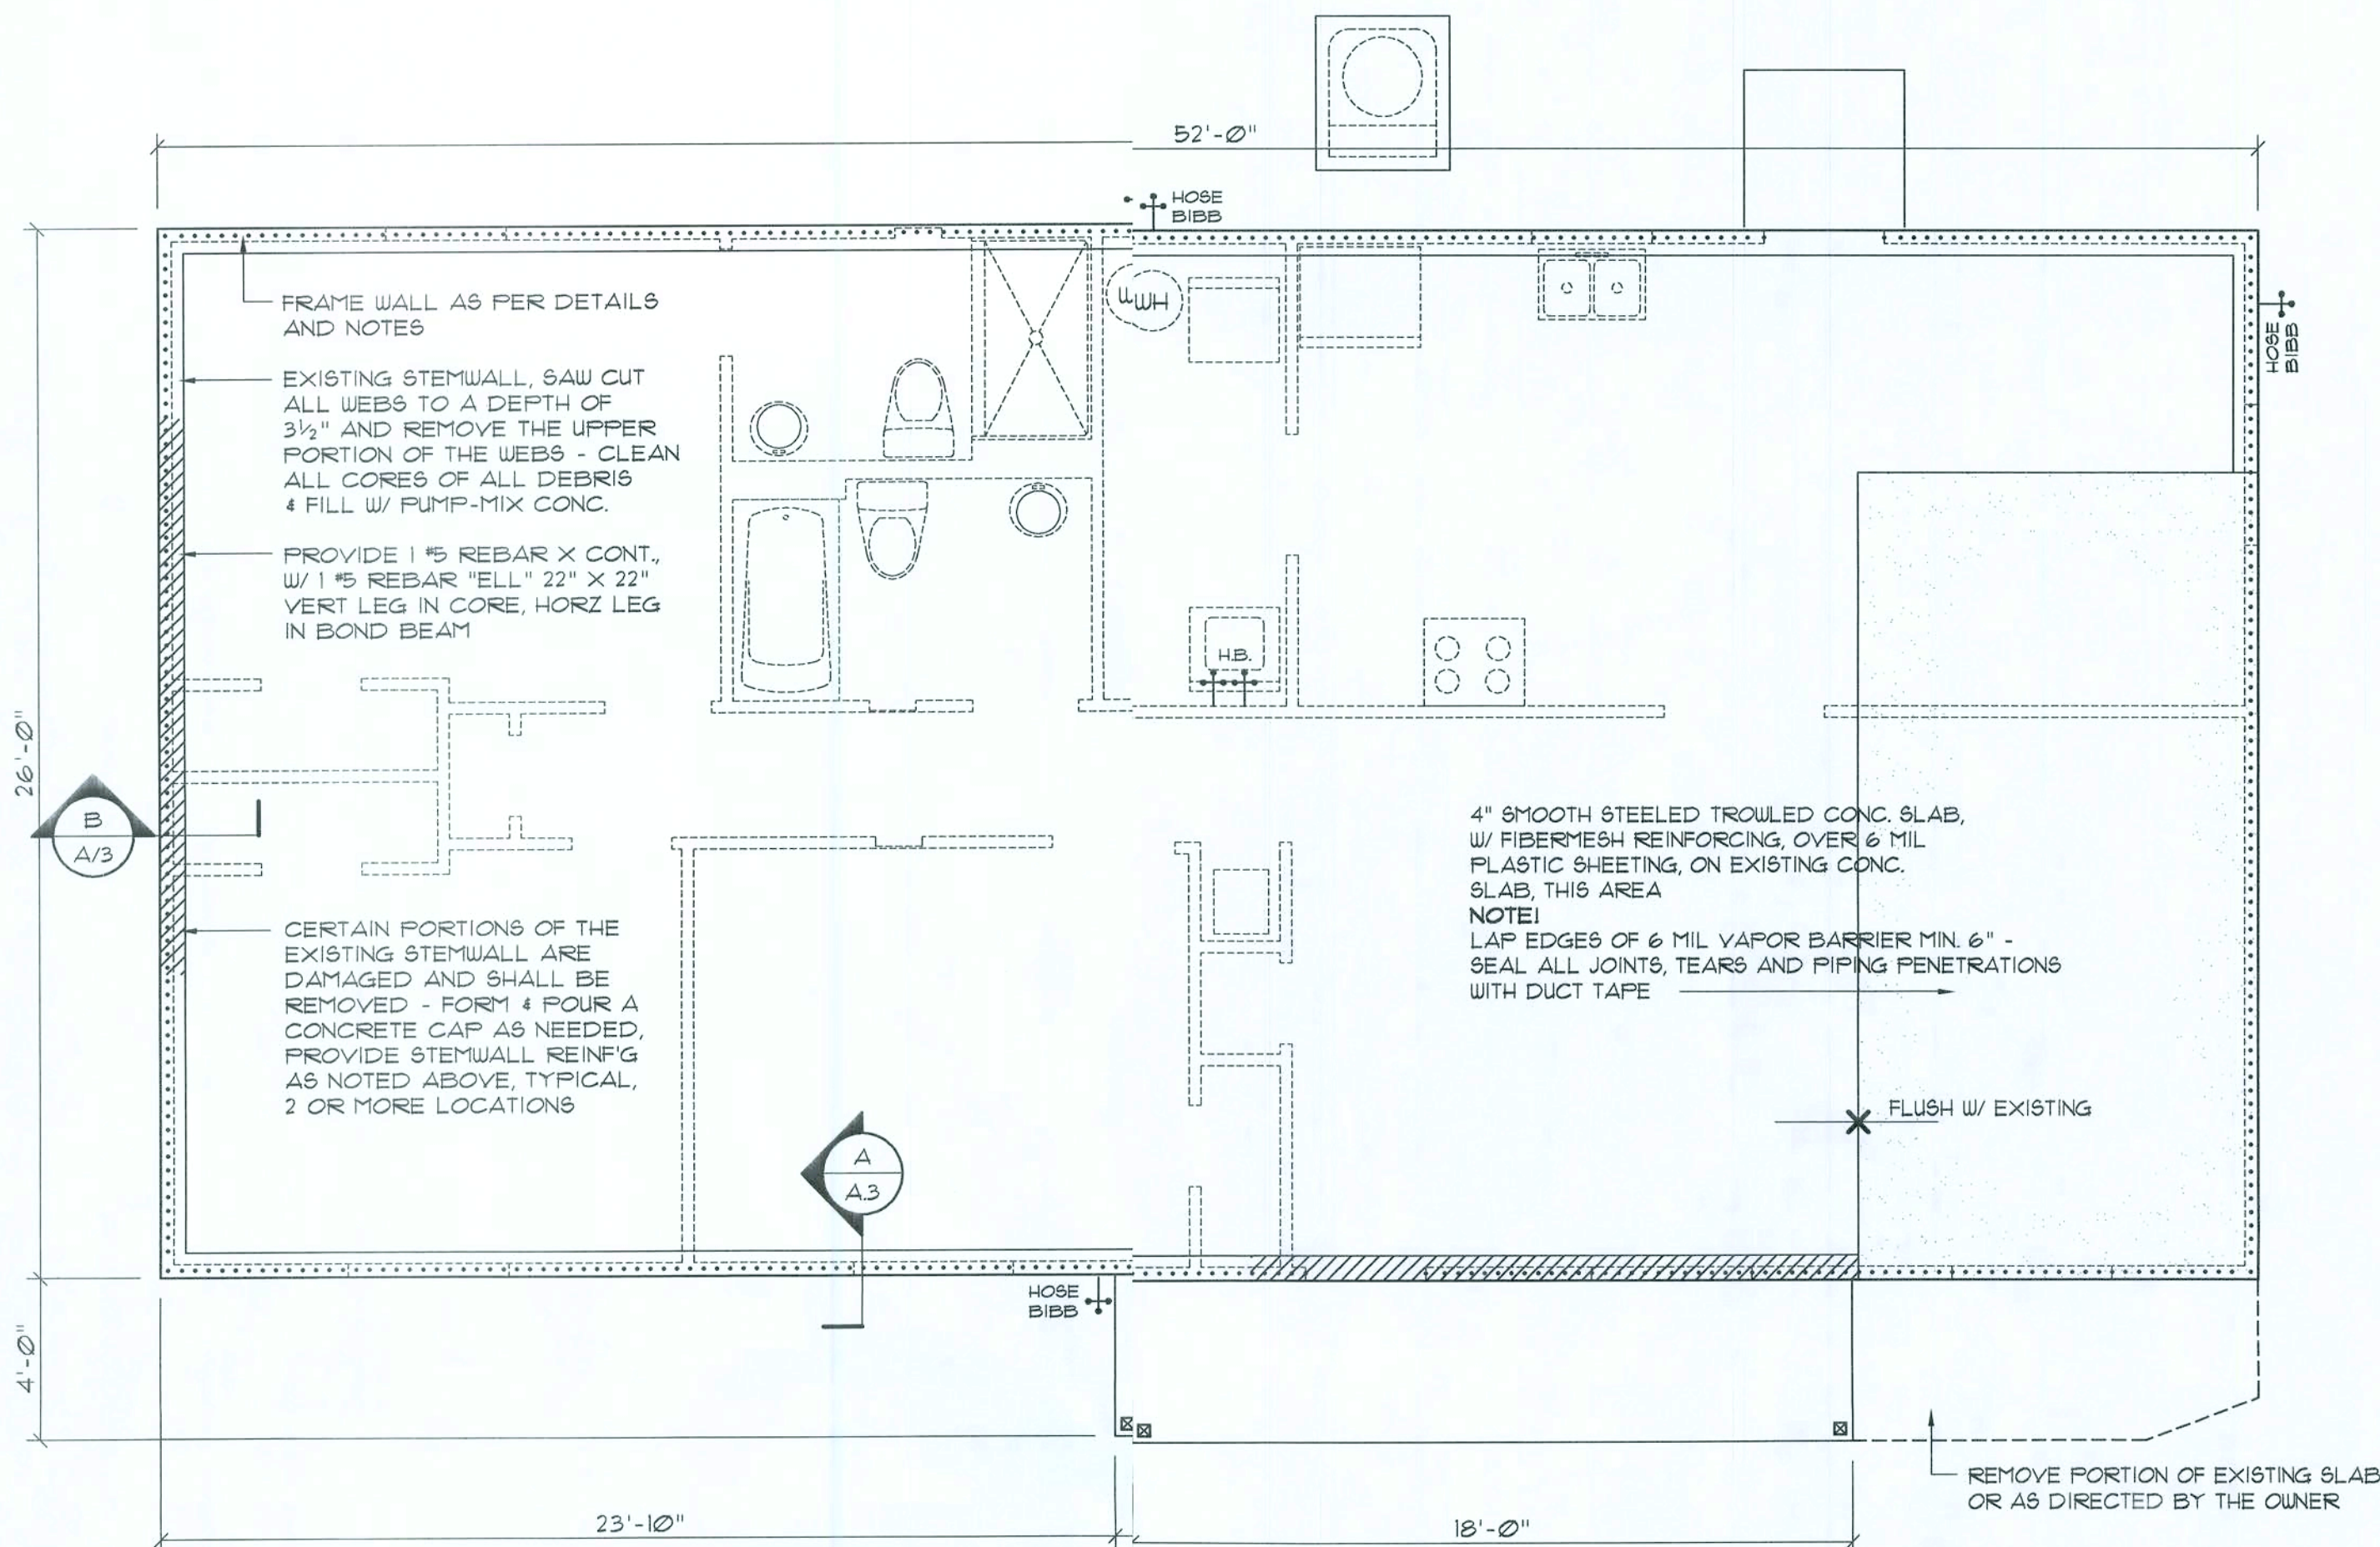 52'-0"
HOSE
BIBB
26'-0"
FRAME WALL AS PER DETAILS
AND NOTES
HOSE
BIBB
EXISTING STEMWALL, SAW CUT
ALL WEBS TO A DEPTH OF
3½" AND REMOVE THE UPPER
PORTION OF THE WEBS - CLEAN
ALL CORES OF ALL DEBRIS
& FILL W/ PUMP-MIX CONC.
PROVIDE 1 #5 REBAR X CONT.,
W/ 1 #5 REBAR "ELL" 22" X 22"
VERT LEG IN CORE, HORZ LEG
IN BOND BEAM
H.B.
B
A/3
4" SMOOTH STEELED TROWLED CONC. SLAB,
W/ FIBERMESH REINFORCING, OVER 6 MIL
PLASTIC SHEETING, ON EXISTING CONC.
SLAB, THIS AREA
NOTE!
LAP EDGES OF 6 MIL VAPOR BARRIER MIN. 6" -
SEAL ALL JOINTS, TEARS AND PIPING PENETRATIONS
WITH DUCT TAPE
CERTAIN PORTIONS OF THE
EXISTING STEMWALL ARE
DAMAGED AND SHALL BE
REMOVED - FORM & POUR A
CONCRETE CAP AS NEEDED,
PROVIDE STEMWALL REINF'G
AS NOTED ABOVE, TYPICAL,
2 OR MORE LOCATIONS
FLUSH W/ EXISTING
A
A.3
HOSE
BIBB
4'-0"
REMOVE PORTION OF EXISTING SLAB
OR AS DIRECTED BY THE OWNER
23'-10"
18'-0"